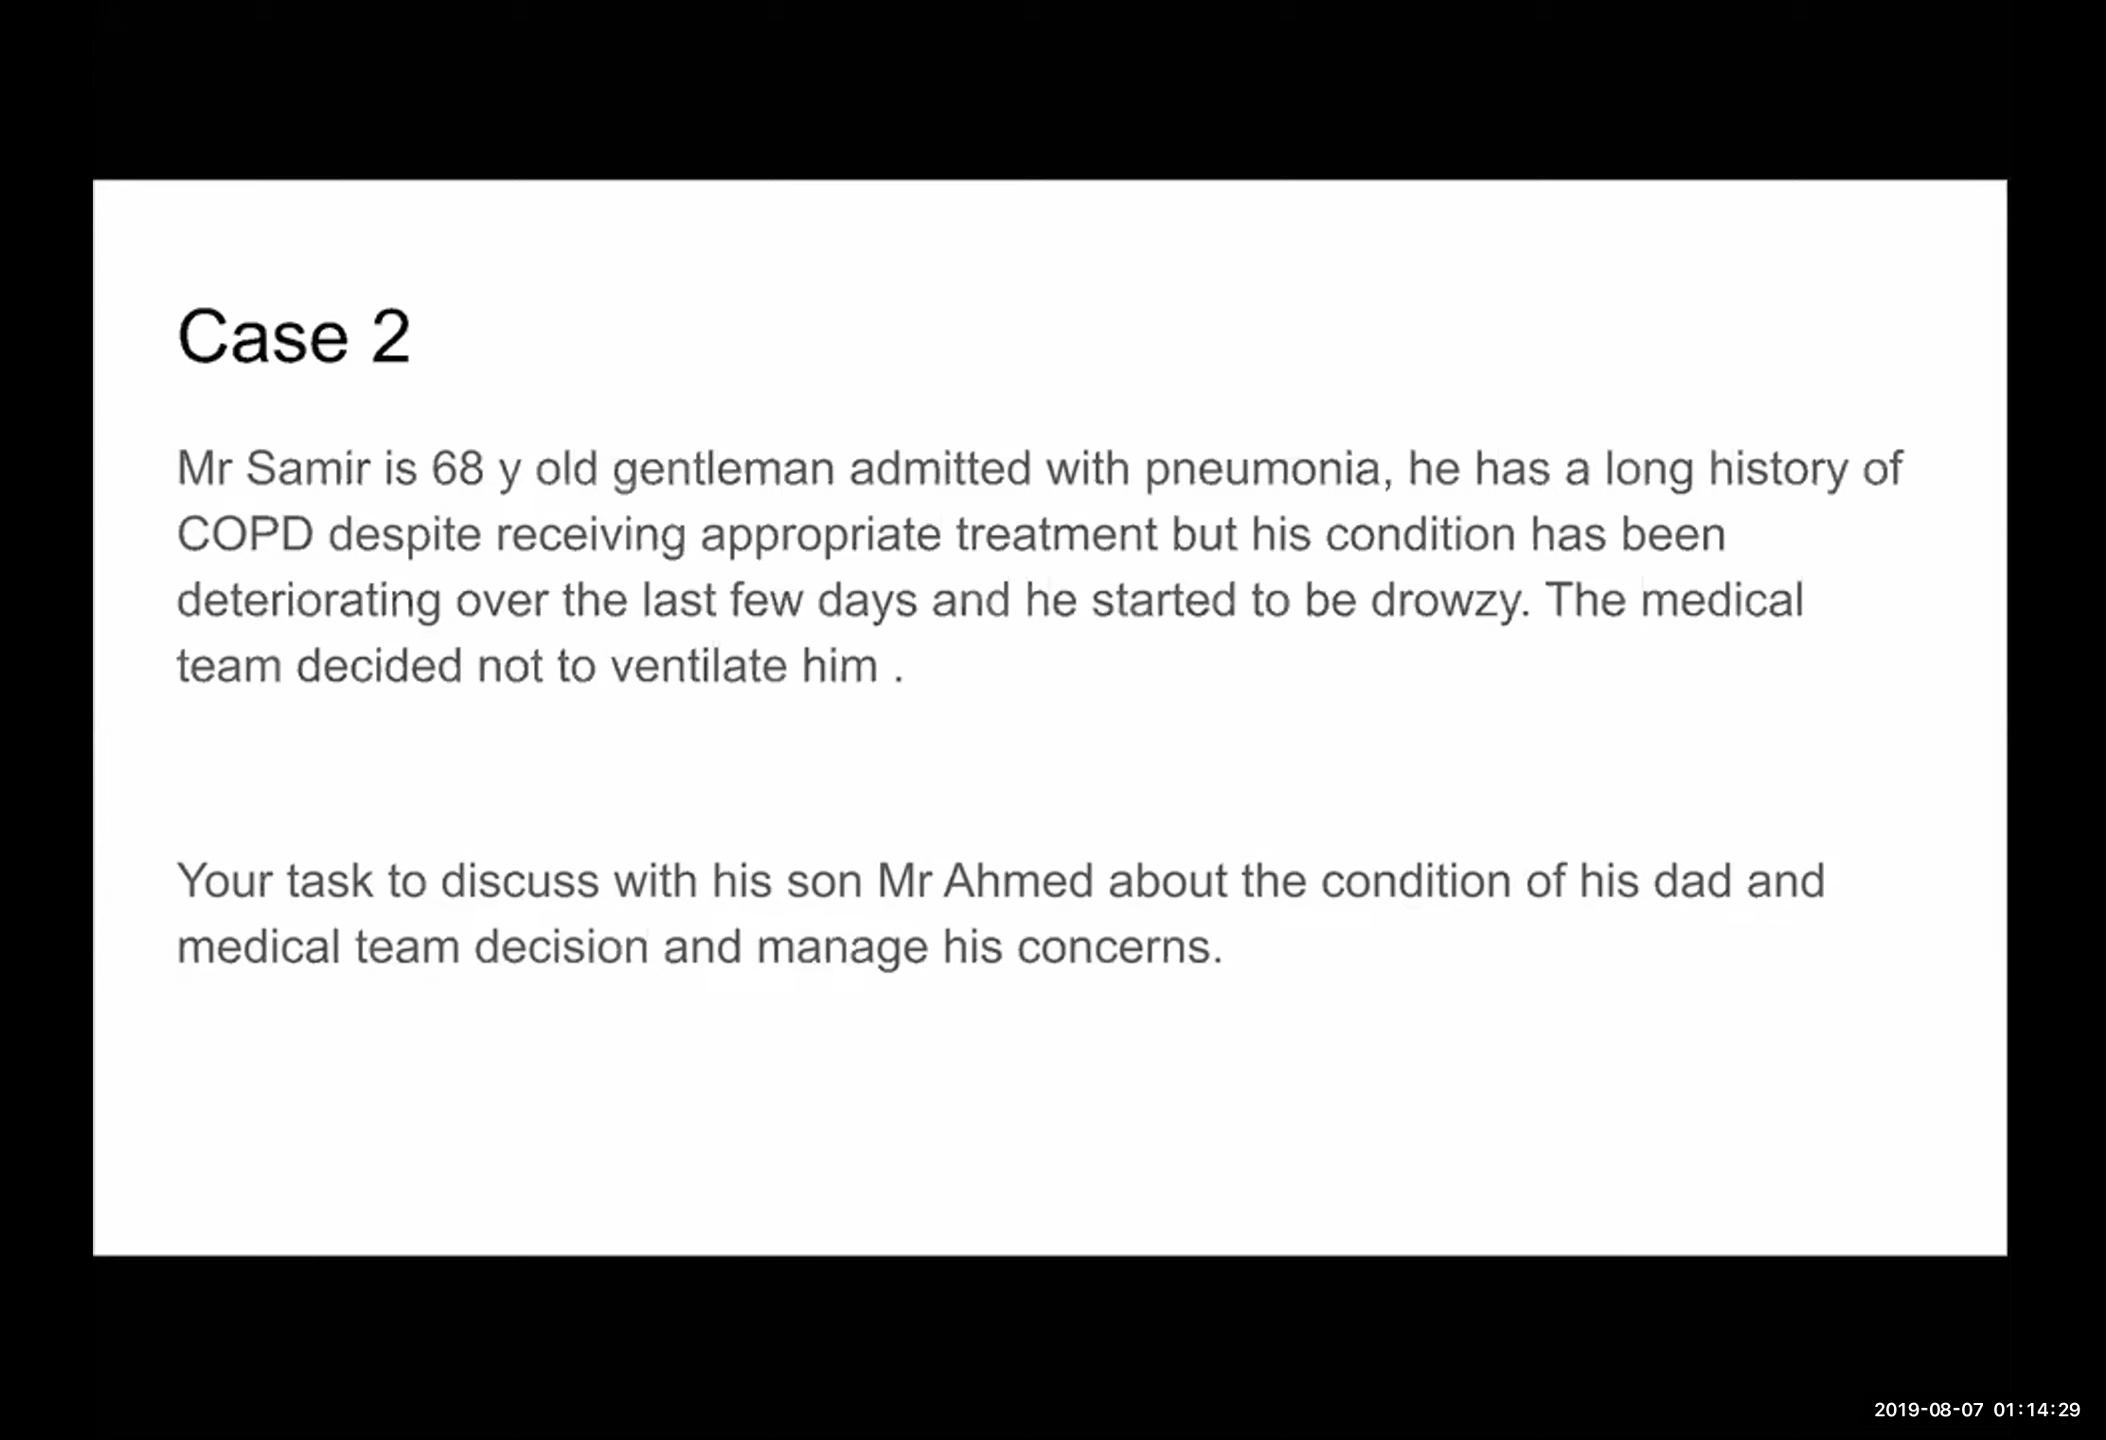 Case 2
Mr Samir is 68 y old gentleman admitted with pneumonia, he has a long history of
COPD despite receiving appropriate treatment but his condition has been
deteriorating over the last few days and he started to be drowzy. The medical
team decided not to ventilate him .
Your task to discuss with his son Mr Ahmed about the condition of his dad and
medical team decision and manage his concerns.
2019-08-07 01:14:29